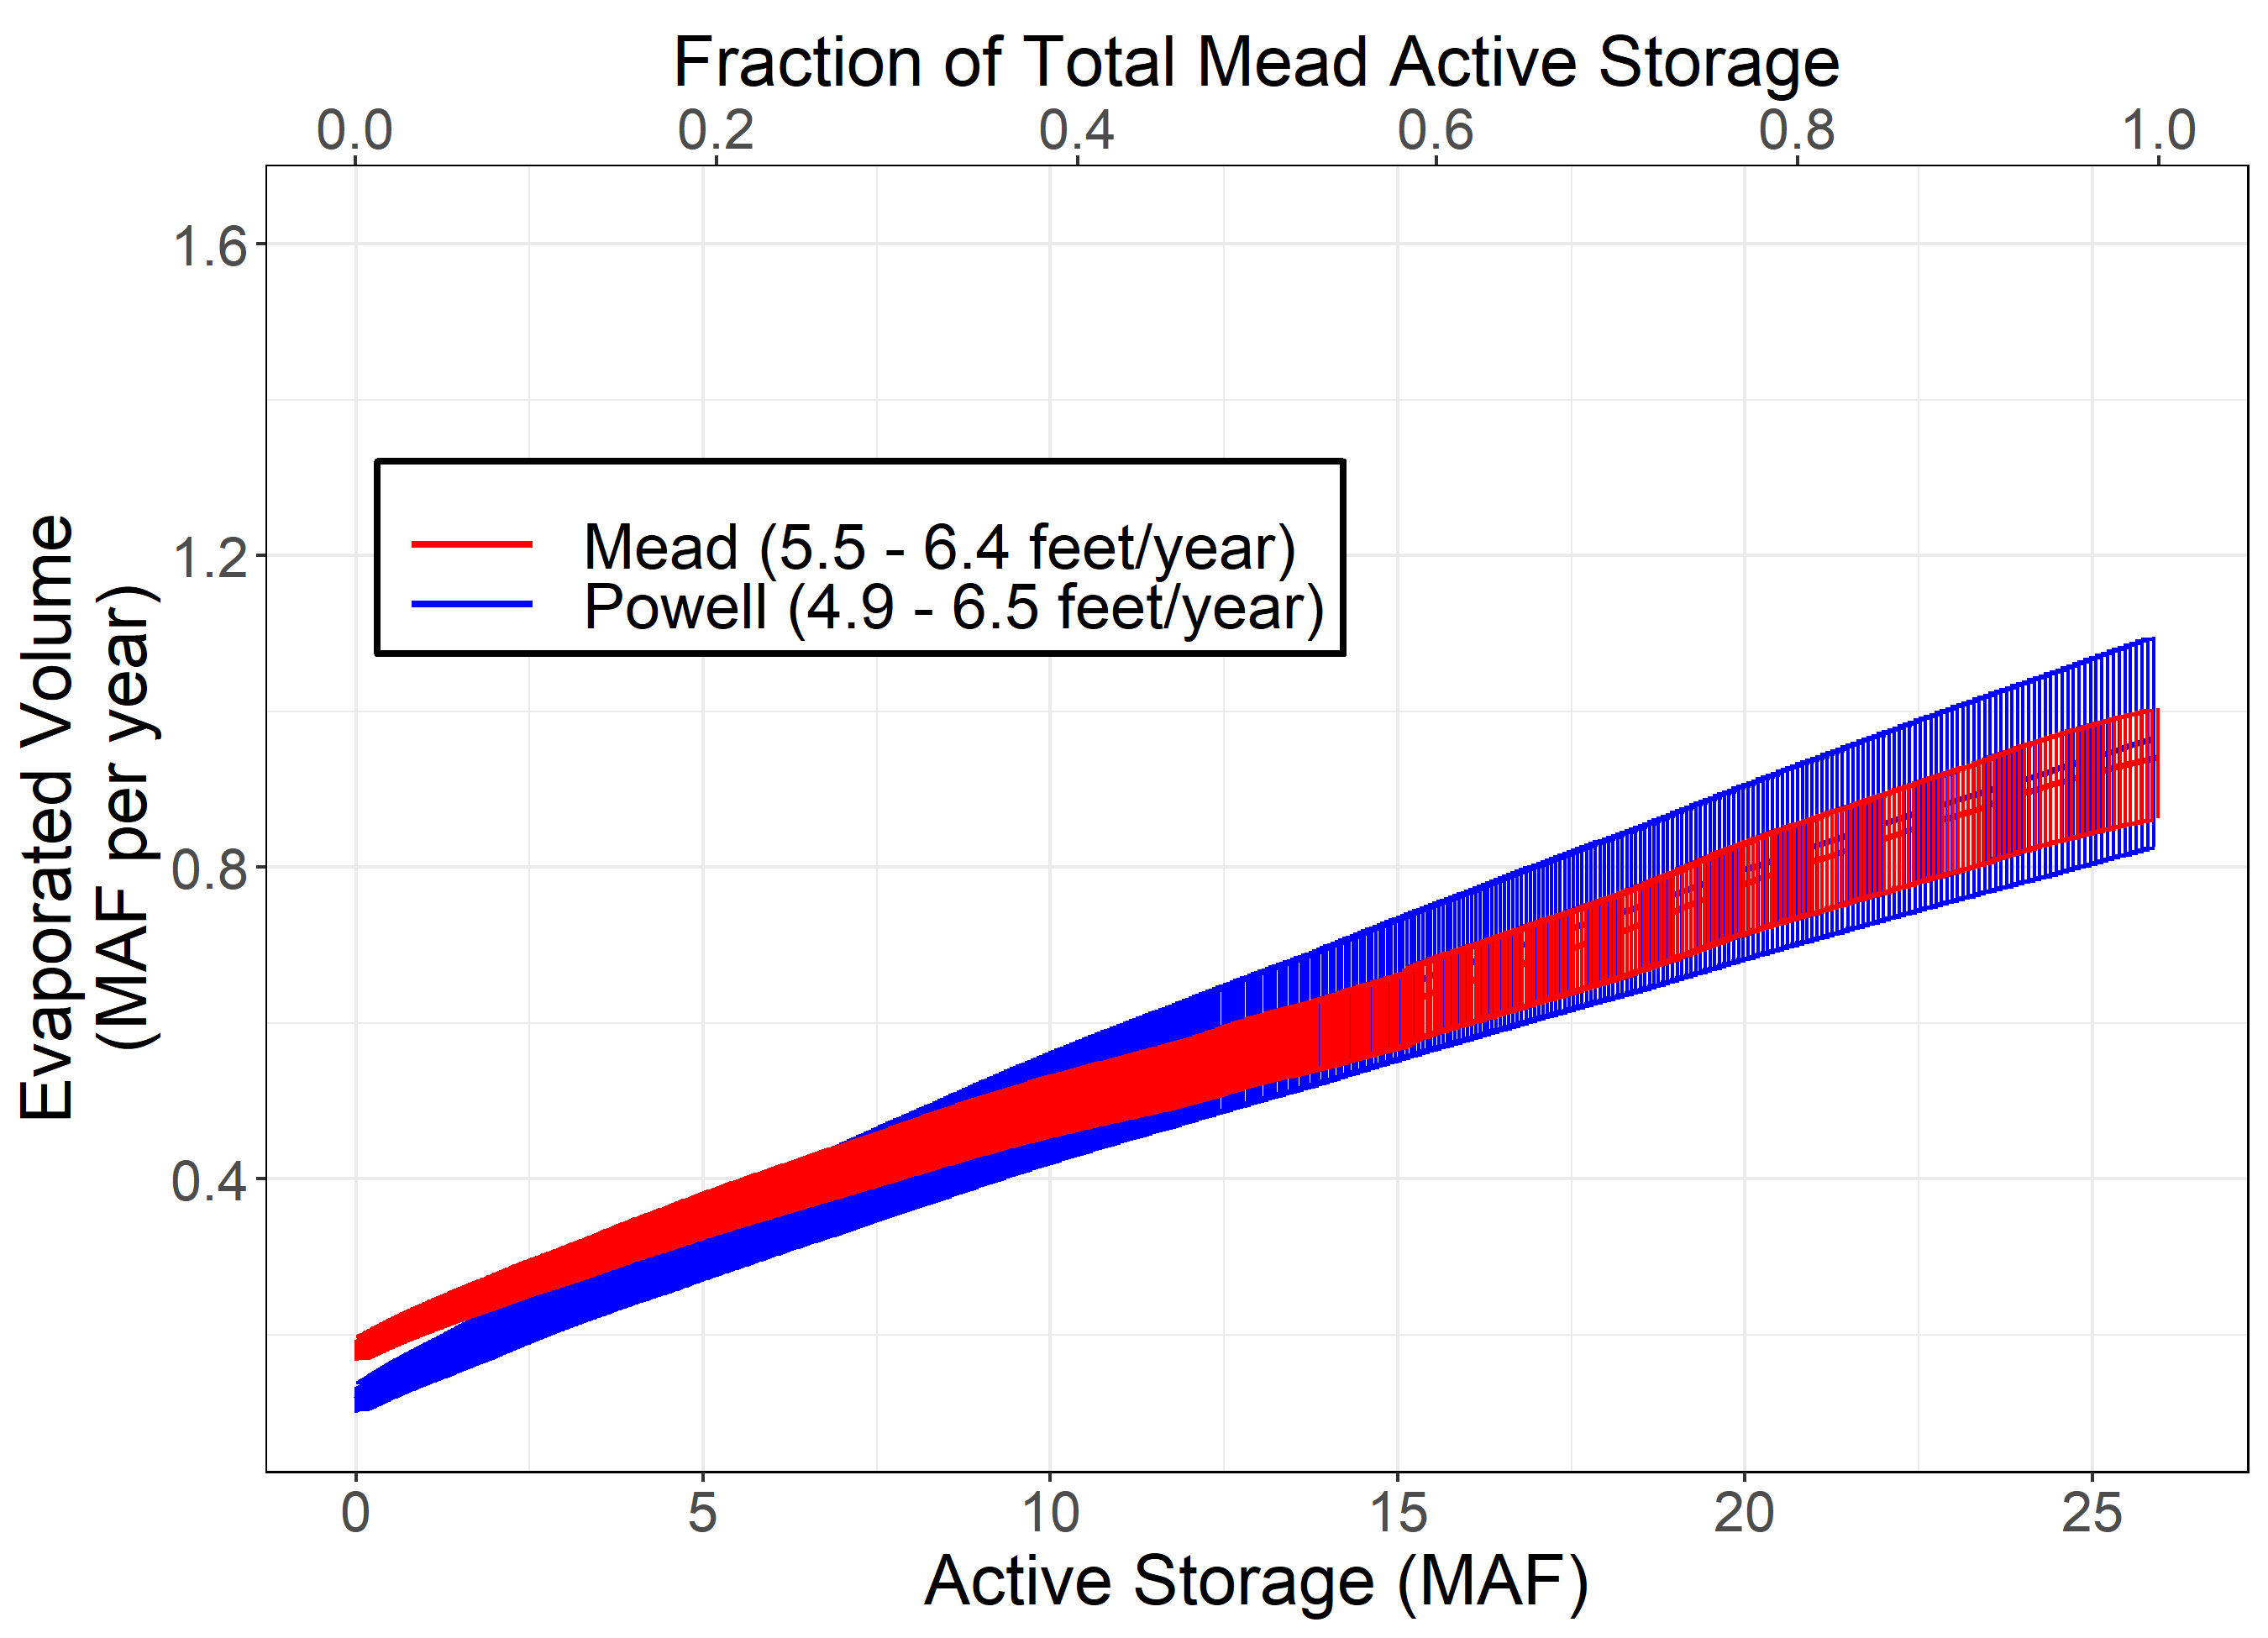 Fraction of Total Mead Active Storage
0.0 0.2 0.4 0.6 0.8 1.0
Evaporated Volume
(MAF per year)
1.6
1.2
0.8
0.4
Mead (5.5 - 6.4 feet/year)
Powell (4.9 - 6.5 feet/year)
0 5 10 15 20 25
Active Storage (MAF)